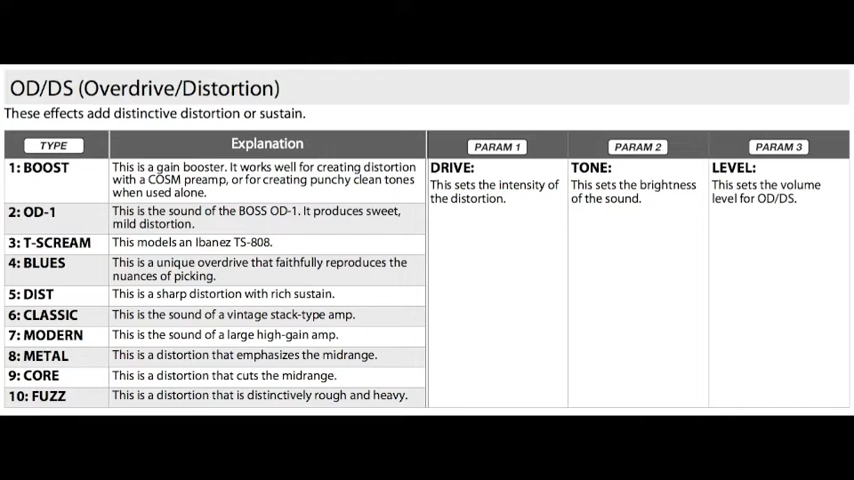 OD/DS (Overdrive/Distortion)
These effects add distinctive distortion or sustain.
TYPE
Explanation
PARAM 1
PARAM 2
PARAM 3
1: BOOST
This is a gain booster. It works well for creating distortion
with a COSM preamp, or for creating punchy clean tones
when used alone.
DRIVE:
This sets the intensity of
the distortion.
TONE:
This sets the brightness
of the sound.
LEVEL:
This sets the volume
level for OD/DS.
2: OD-1
This is the sound of the BOSS OD-1. It produces sweet,
mild distortion.
3: T-SCREAM
This models an Ibanez TS-808.
4: BLUES
This is a unique overdrive that faithfully reproduces the
nuances of picking.
5: DIST
This is a sharp distortion with rich sustain.
6: CLASSIC
This is the sound of a vintage stack-type amp.
7: MODERN
This is the sound of a large high-gain amp.
8: METAL
This is a distortion that emphasizes the midrange.
9: CORE
This is a distortion that cuts the midrange.
10: FUZZ
This is a distortion that is distinctively rough and heavy.